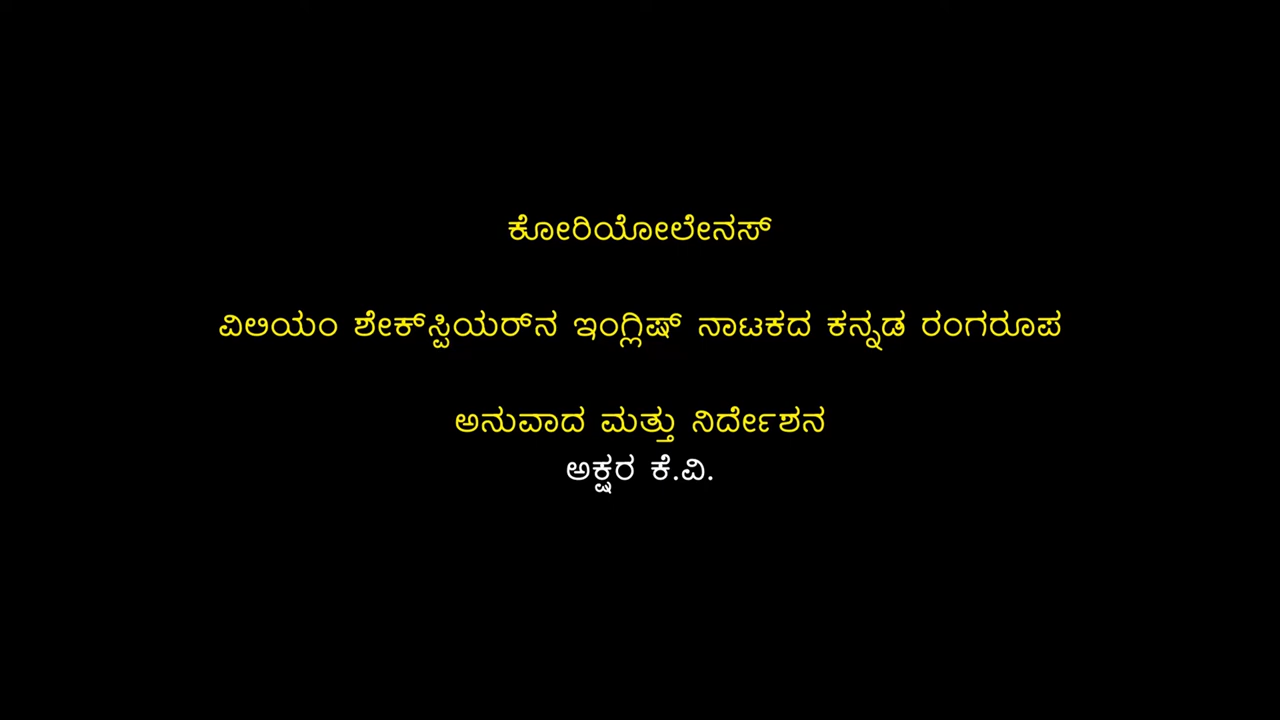 ಕೋರಿಯೋಲೇನಸ್
ವಿಲಿಯಂ ಶೇಕ್‌ಸ್ಪಿಯರ್‌ನ ಇಂಗ್ಲಿಷ್ ನಾಟಕದ ಕನ್ನಡ ರಂಗರೂಪ
ಅನುವಾದ ಮತ್ತು ನಿರ್ದೇಶನ
ಅಕ್ಷರ ಕೆ.ವಿ.